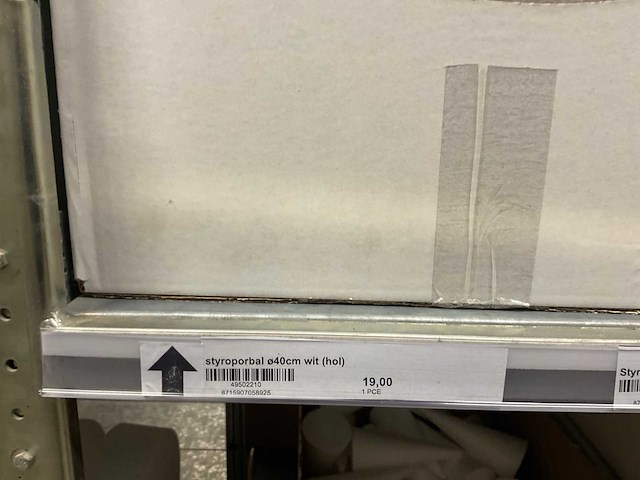 styroporbal ø40cm wit (hol)
49502210
8715907058925
19,00
1 PCE
Styr